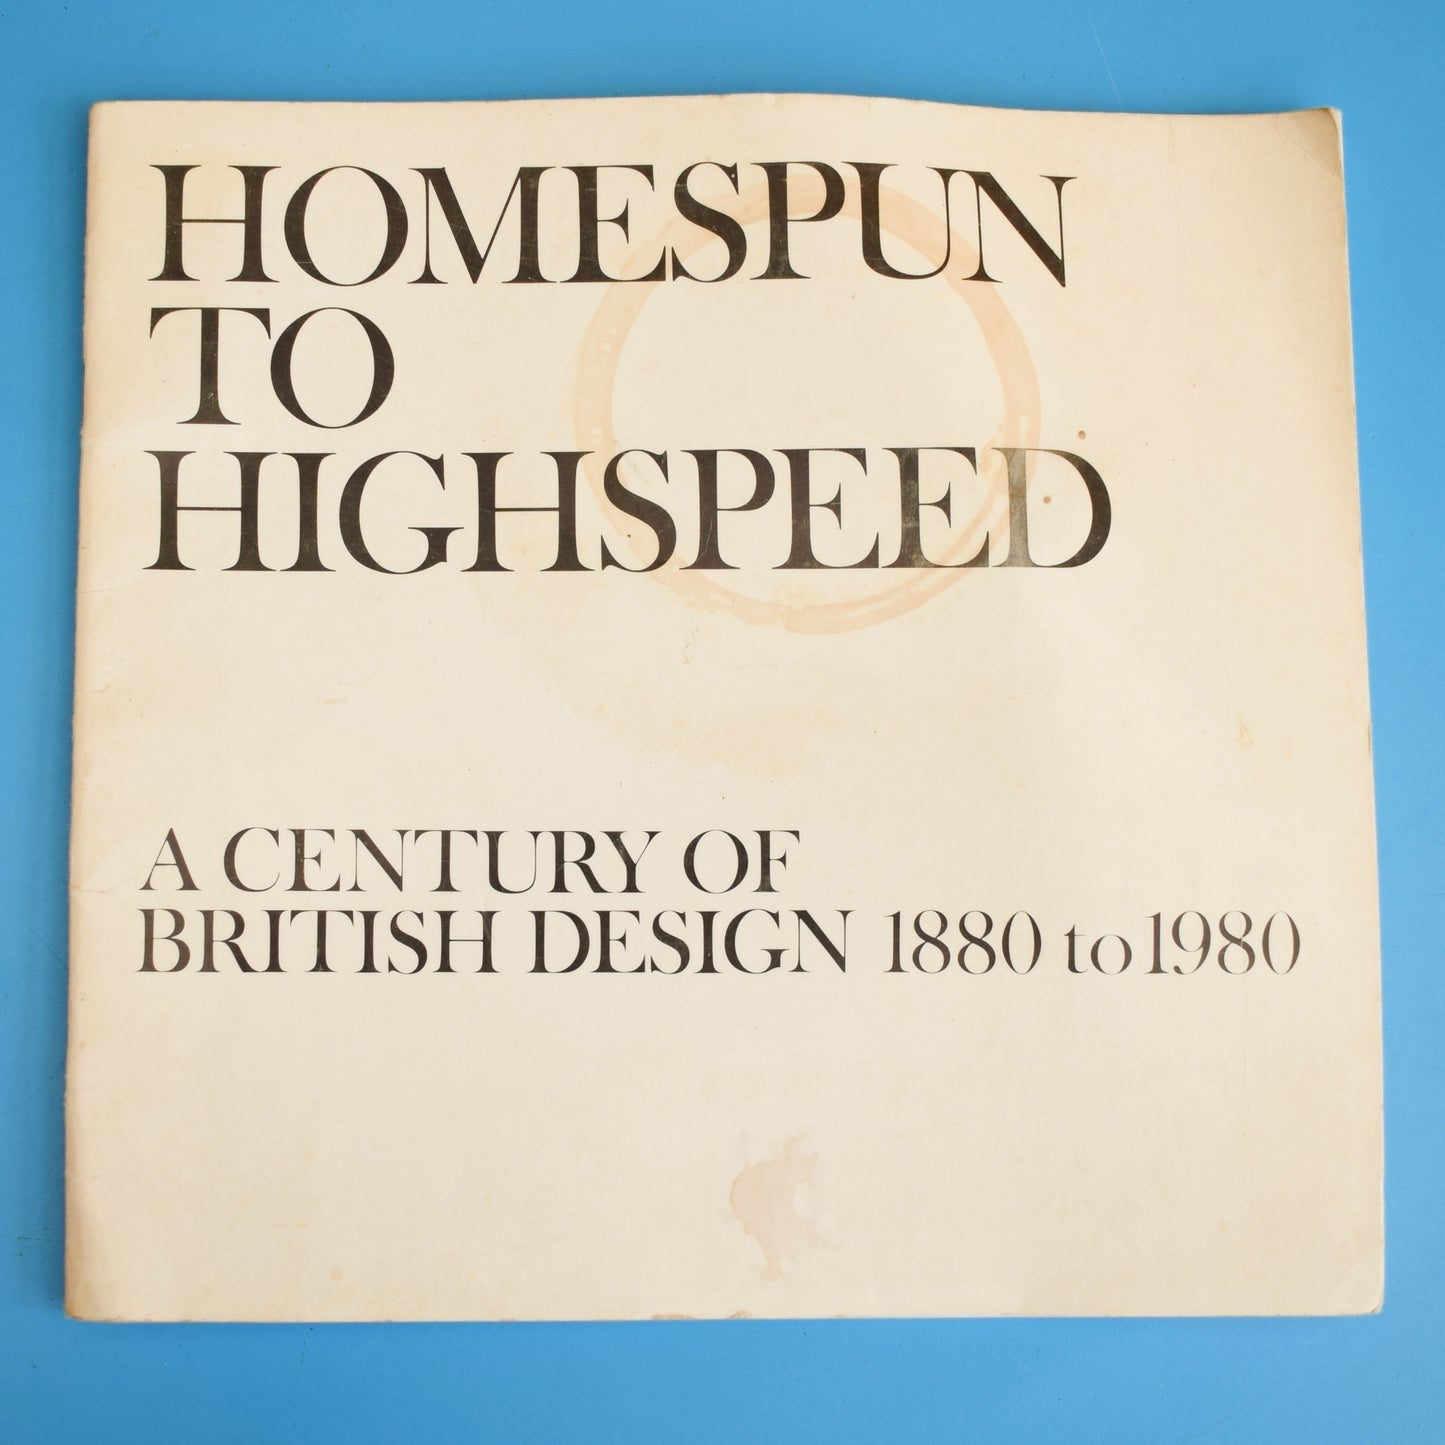 HOMESPUN
TO
HIGHSPEED
A CENTURY OF
BRITISH DESIGN 1880 to 1980